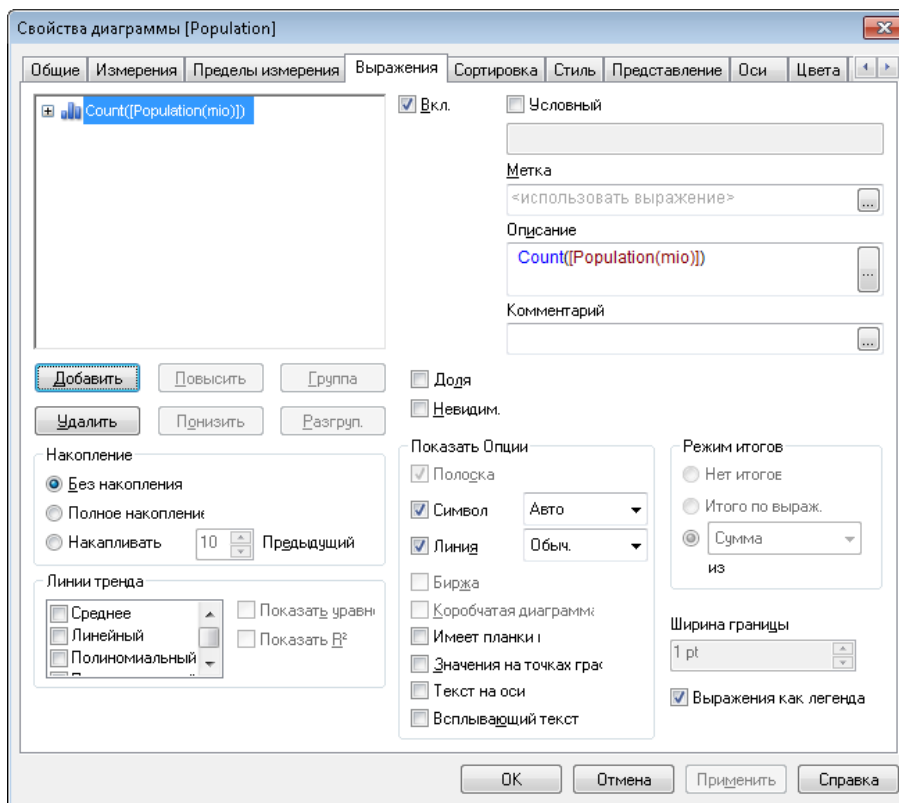 Свойства диаграммы [Population]
Общие Измерения Пределы измерения Выражения Сортировка Стиль Представление Оси Цвета
Count([Population(mio)])
Вкл.
Условный
Метка
<использовать выражение>
...
Описание
Count([Population(mio)])
...
Комментарий
...
Добавить Повысить Группа
Удалить Понизить Разгруп.
Доля
Невидим.
Накопление
Без накопления
Полное накопление
Накапливать 10 Предыдущий
Линии тренда
Среднее
Линейный
Полиномиальный
Показать уравн
Показать R²
Показать Опции
Полоска
Символ Авто
Линия Обыч.
Биржа
Коробчатая диаграмма
Имеет планки
Значения на точках гра
Текст на оси
Всплывающий текст
Режим итогов
Нет итогов
Итого по выраж.
Сумма
из
Ширина границы
1 pt
Выражения как легенда
ОК Отмена Применить Справка